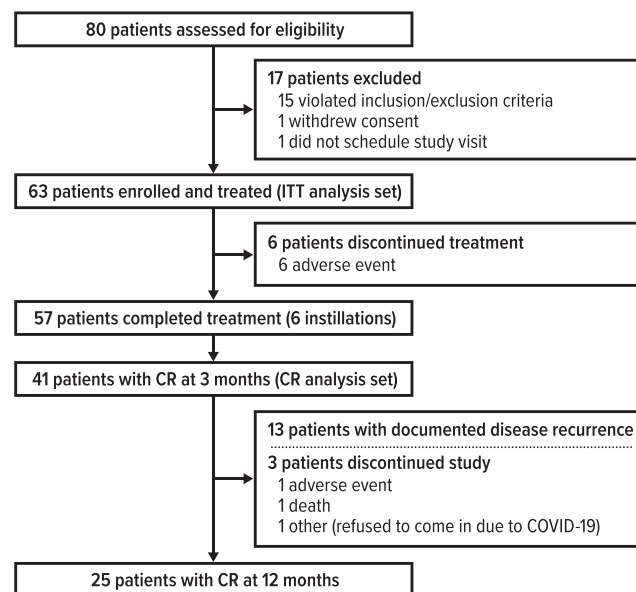 80 patients assessed for eligibility
17 patients excluded
15 violated inclusion/exclusion criteria
1 withdrew consent
1 did not schedule study visit
63 patients enrolled and treated (ITT analysis set)
6 patients discontinued treatment
6 adverse event
57 patients completed treatment (6 instillations)
41 patients with CR at 3 months (CR analysis set)
13 patients with documented disease recurrence
3 patients discontinued study
1 adverse event
1 death
1 other (refused to come in due to COVID-19)
25 patients with CR at 12 months